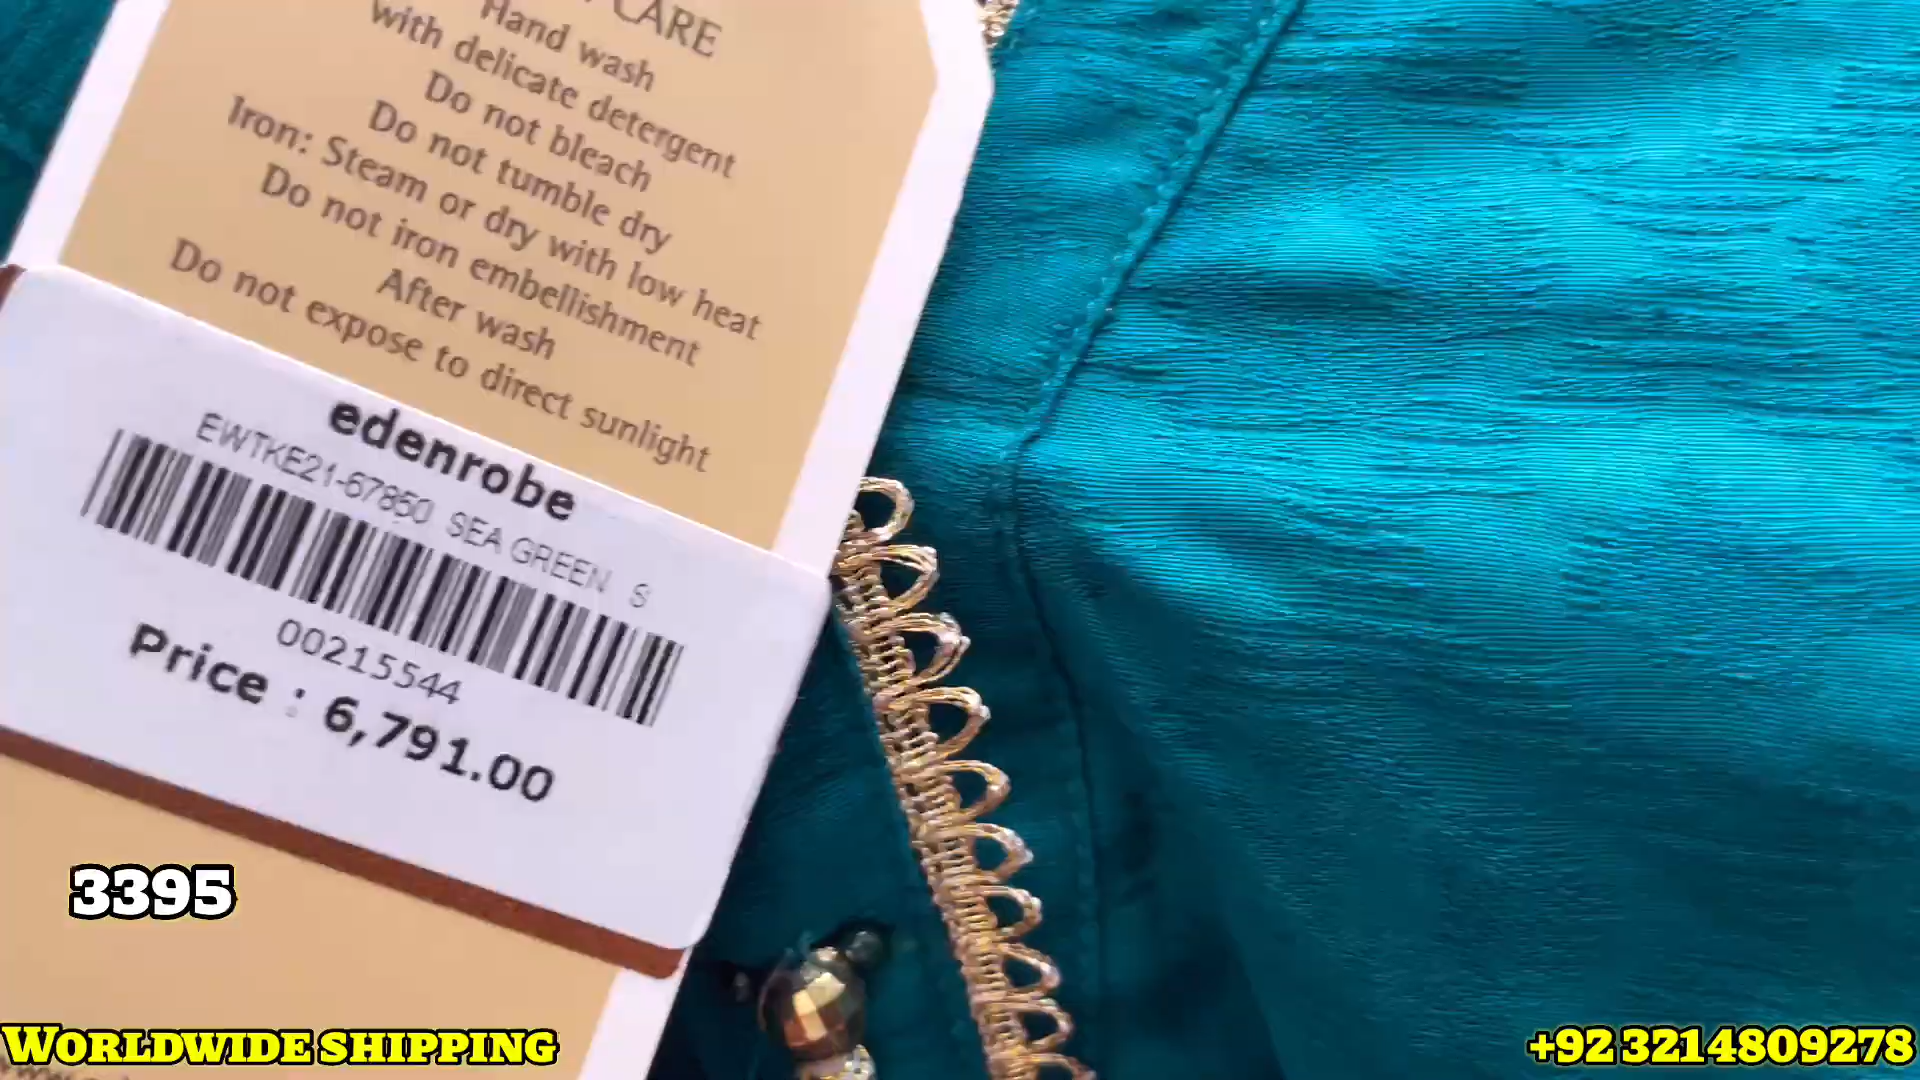 CARE
Hand wash
with delicate detergent
Do not bleach
Do not tumble dry
Iron: Steam or dry with low heat
Do not iron embellishment
After wash
Do not expose to direct sunlight
edenrobe
EWTKE21-67850 SEA GREEN S
00215544
Price : 6,791.00
3395
WORLDWIDE SHIPPING
+92 3214809278